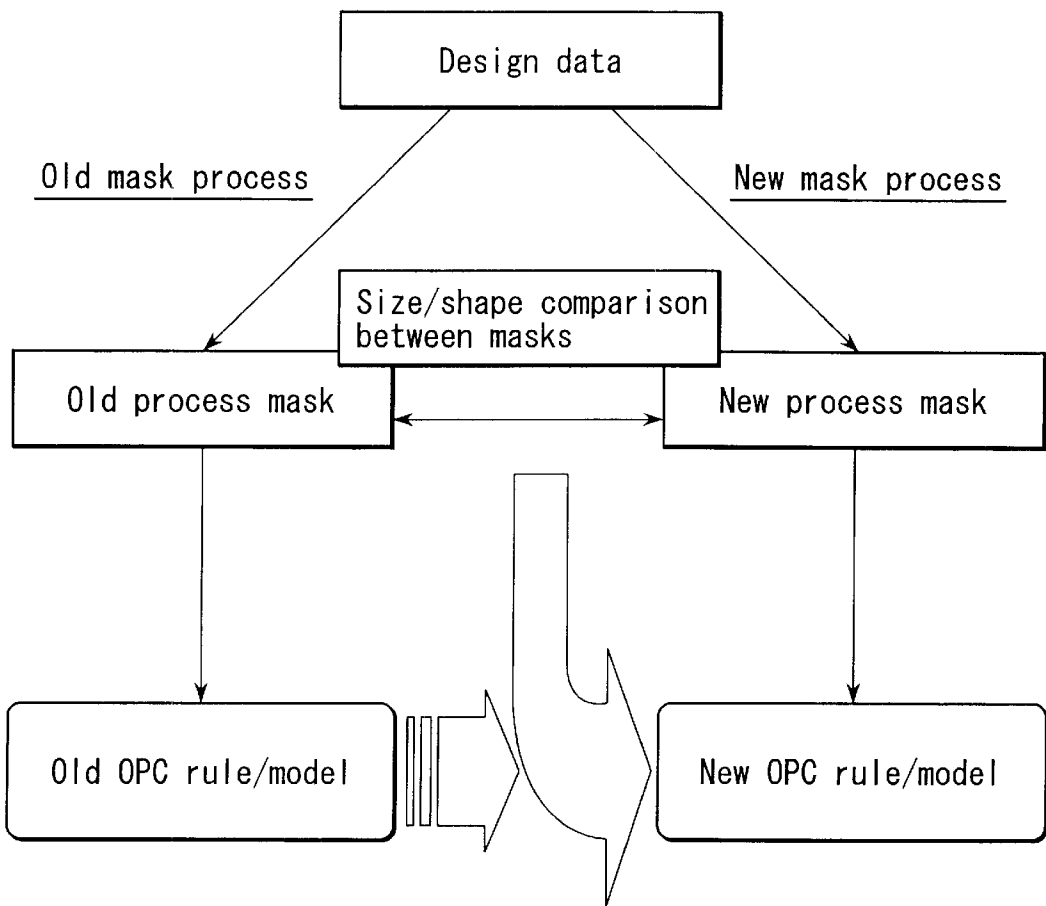 Design data
Old mask process
New mask process
Size/shape comparison
between masks
Old process mask
New process mask
Old OPC rule/model
New OPC rule/model